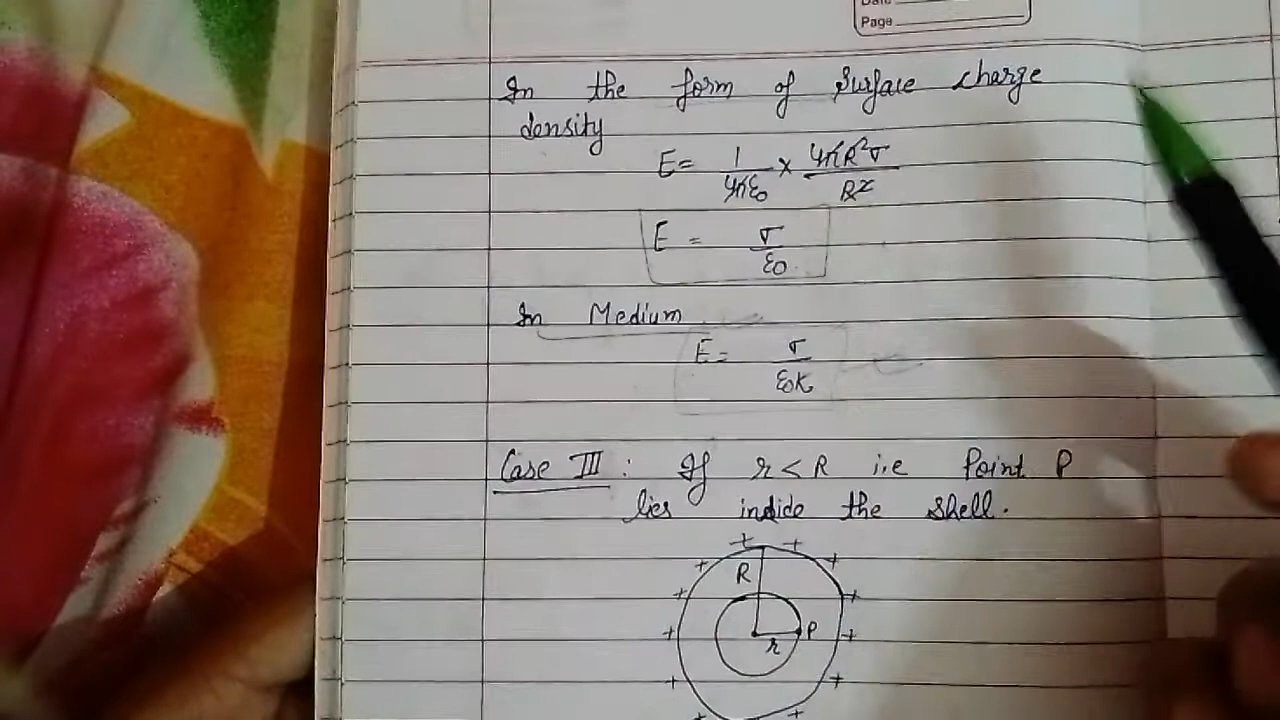 Date
Page
In the form of Surface charge
density
E = 1/4πε0 × 4πR²σ/R²
E = σ/ε0
In Medium
E = σ/ε0K
Case III : If r < R i.e Point P
lies inside the shell.
+ +
+ +
R
+ +
+ P +
r
+ +
+ +